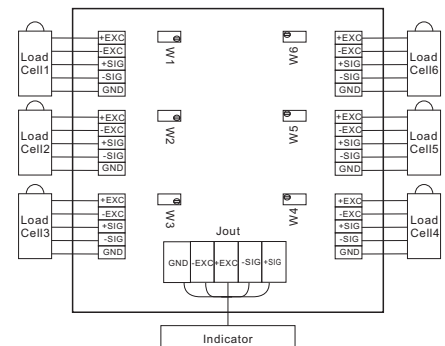 Load
Cell1
+EXC
-EXC
+SIG
-SIG
GND
W1
W6
+EXC
-EXC
+SIG
-SIG
GND
Load
Cell6
Load
Cell2
+EXC
-EXC
+SIG
-SIG
GND
W2
W5
+EXC
-EXC
+SIG
-SIG
GND
Load
Cell5
Load
Cell3
+EXC
-EXC
+SIG
-SIG
GND
W3
W4
+EXC
-EXC
+SIG
-SIG
GND
Load
Cell4
Jout
GND -EXC +EXC -SIG +SIG
Indicator